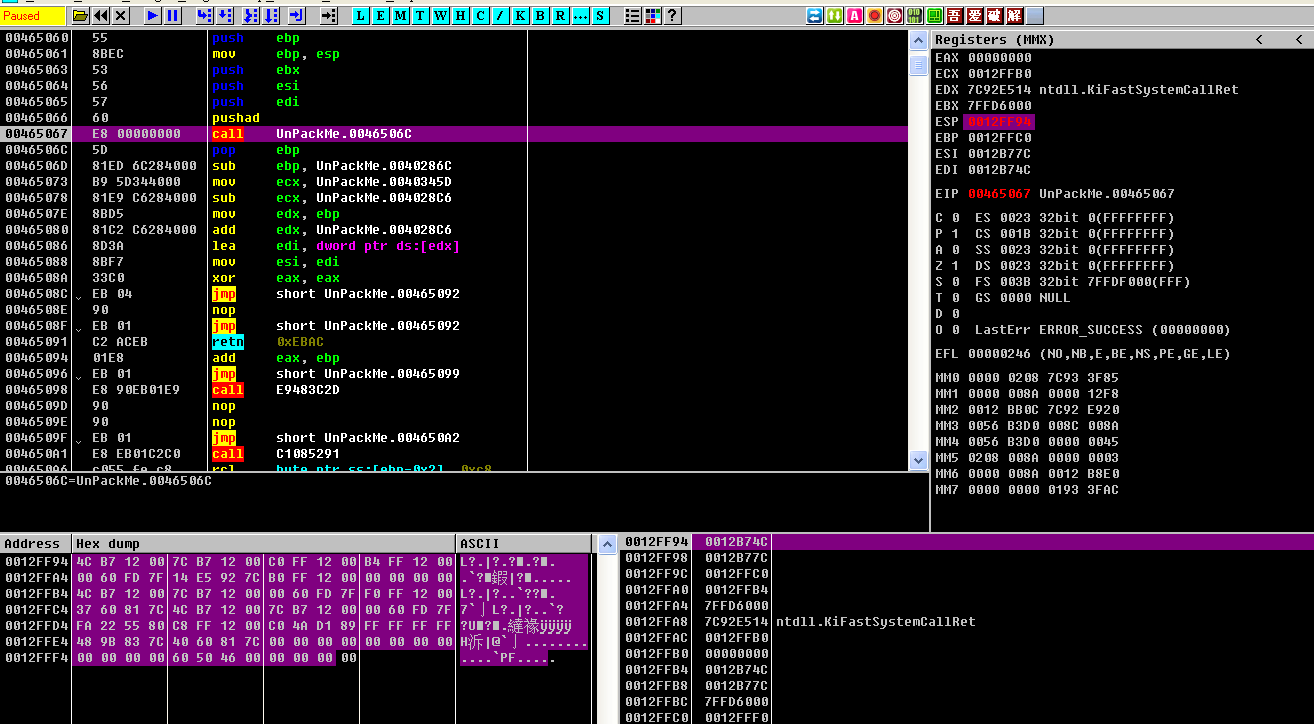 Paused
L E M T W H C / K B R ... S ? 吾 爱 破 解
00465060 55 push ebp
00465061 8BEC mov ebp, esp
00465063 53 push ebx
00465064 56 push esi
00465065 57 push edi
00465066 60 pushad
00465067 E8 00000000 call UnPackMe.0046506C
0046506C 5D pop ebp
0046506D 81ED 6C284000 sub ebp, UnPackMe.0040286C
00465073 B9 5D344000 mov ecx, UnPackMe.0040345D
00465078 81E9 C6284000 sub ecx, UnPackMe.004028C6
0046507E 8BD5 mov edx, ebp
00465080 81C2 C6284000 add edx, UnPackMe.004028C6
00465086 8D3A lea edi, dword ptr ds:[edx]
00465088 8BF7 mov esi, edi
0046508A 33C0 xor eax, eax
0046508C EB 04 jmp short UnPackMe.00465092
0046508E 90 nop
0046508F EB 01 jmp short UnPackMe.00465092
00465091 C2 ACEB retn 0xEBAC
00465094 01E8 add eax, ebp
00465096 EB 01 jmp short UnPackMe.00465099
00465098 E8 90EB01E9 call E9483C2D
0046509D 90 nop
0046509E 90 nop
0046509F EB 01 jmp short UnPackMe.004650A2
004650A1 E8 EB01C2C0 call C1085291
004650A6 c055 fe c8 rcl byte ptr ss:[ebp-0x2], 0xc8
0046506C=UnPackMe.0046506C
Registers (MMX) < <
EAX 00000000
ECX 0012FFB0
EDX 7C92E514 ntdll.KiFastSystemCallRet
EBX 7FFD6000
ESP 0012FF94
EBP 0012FFC0
ESI 0012B77C
EDI 0012B74C
EIP 00465067 UnPackMe.00465067
C 0 ES 0023 32bit 0(FFFFFFFF)
P 1 CS 001B 32bit 0(FFFFFFFF)
A 0 SS 0023 32bit 0(FFFFFFFF)
Z 1 DS 0023 32bit 0(FFFFFFFF)
S 0 FS 003B 32bit 7FFDF000(FFF)
T 0 GS 0000 NULL
D 0
O 0 LastErr ERROR_SUCCESS (00000000)
EFL 00000246 (NO,NB,E,BE,NS,PE,GE,LE)
MM0 0000 0208 7C93 3F85
MM1 0000 008A 0000 12F8
MM2 0012 BB0C 7C92 E920
MM3 0056 B3D0 008C 008A
MM4 0056 B3D0 0000 0045
MM5 0208 008A 0000 0003
MM6 0000 008A 0012 B8E0
MM7 0000 0000 0193 3FAC
Address Hex dump ASCII
0012FF94 4C B7 12 00 7C B7 12 00 C0 FF 12 00 B4 FF 12 00
0012FFA4 00 60 FD 7F 14 E5 92 7C B0 FF 12 00 00 00 00 00
0012FFB4 4C B7 12 00 7C B7 12 00 00 60 FD 7F F0 FF 12 00
0012FFC4 37 60 81 7C 4C B7 12 00 7C B7 12 00 00 60 FD 7F
0012FFD4 FA 22 55 80 C8 FF 12 00 C0 4A D1 89 FF FF FF FF
0012FFE4 48 9B 83 7C 40 60 81 7C 00 00 00 00 00 00 00 00
0012FFF4 00 00 00 00 60 50 46 00 00 00 00 00 ....`PF.....
0012FF94 0012B74C
0012FF98 0012B77C
0012FF9C 0012FFC0
0012FFA0 0012FFB4
0012FFA4 7FFD6000
0012FFA8 7C92E514 ntdll.KiFastSystemCallRet
0012FFAC 0012FFB0
0012FFB0 00000000
0012FFB4 0012B74C
0012FFB8 0012B77C
0012FFBC 7FFD6000
0012FFC0 0012FFF0